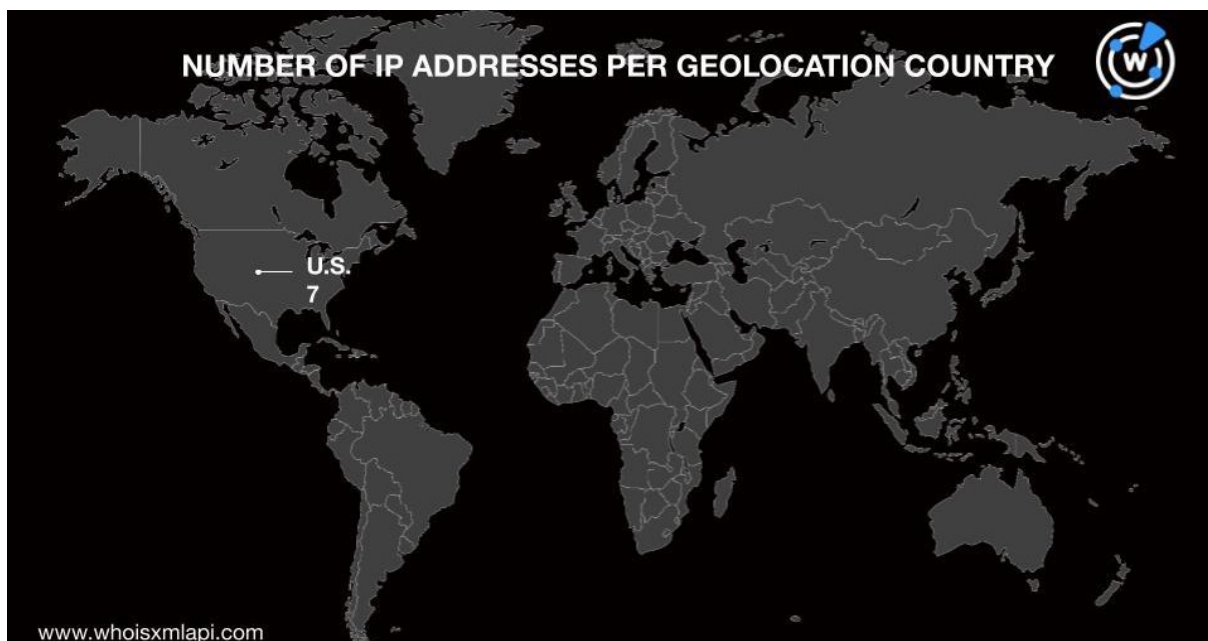 NUMBER OF IP ADDRESSES PER GEOLOCATION COUNTRY
W
U.S.
7
www.whoisxmlapi.com